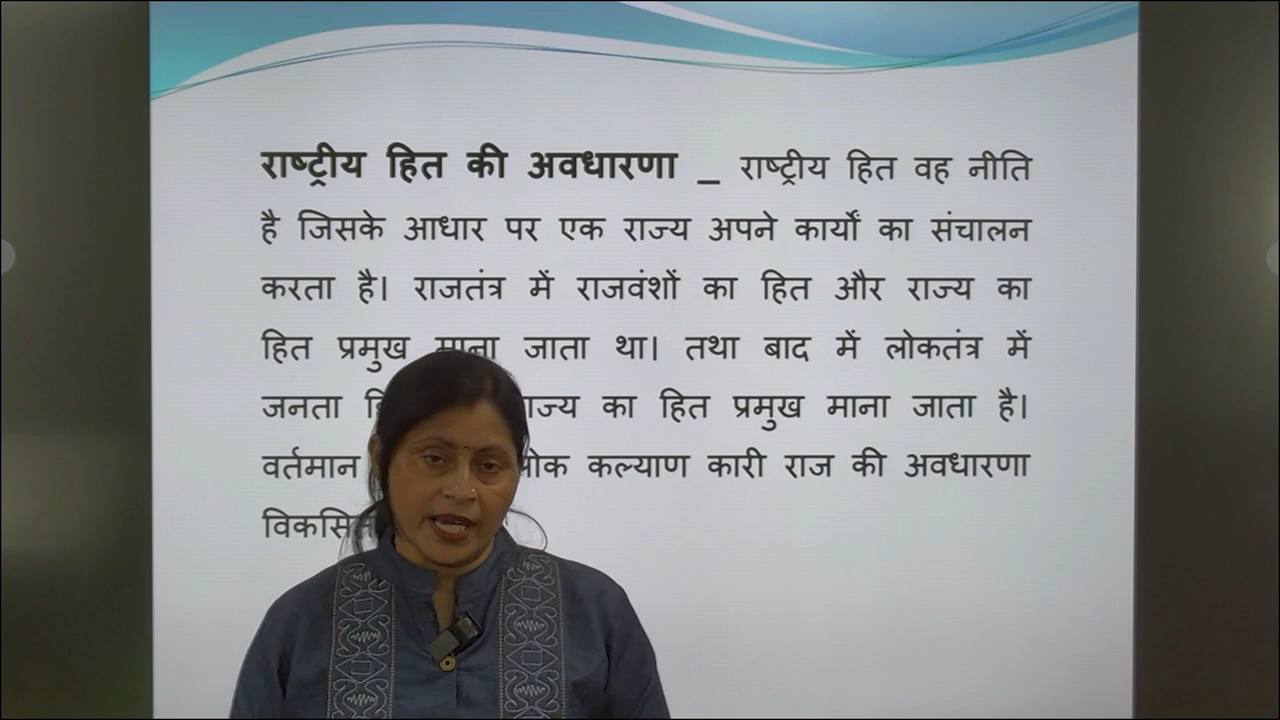 राष्ट्रीय हित की अवधारणा _ राष्ट्रीय हित वह नीति
है जिसके आधार पर एक राज्य अपने कार्यों का संचालन
करता है। राजतंत्र में राजवंशों का हित और राज्य का
हित प्रमुख माना जाता था। तथा बाद में लोकतंत्र में
जनता का हित प्रमुख माना जाता है।
वर्तमान कल्याण कारी राज की अवधारणा